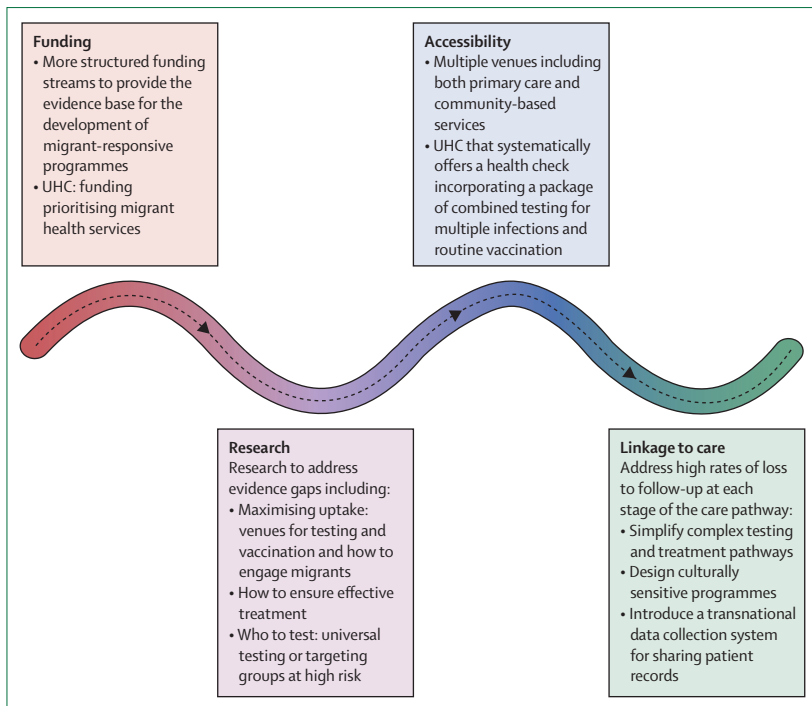 Funding
• More structured funding
streams to provide the
evidence base for the
development of
migrant-responsive
programmes
• UHC: funding
prioritising migrant
health services
Accessibility
• Multiple venues including
both primary care and
community-based
services
• UHC that systematically
offers a health check
incorporating a package
of combined testing for
multiple infections and
routine vaccination
Research
Research to address
evidence gaps including:
• Maximising uptake:
venues for testing and
vaccination and how to
engage migrants
• How to ensure effective
treatment
• Who to test: universal
testing or targeting
groups at high risk
Linkage to care
Address high rates of loss
to follow-up at each
stage of the care pathway:
• Simplify complex testing
and treatment pathways
• Design culturally
sensitive programmes
• Introduce a transnational
data collection system
for sharing patient
records